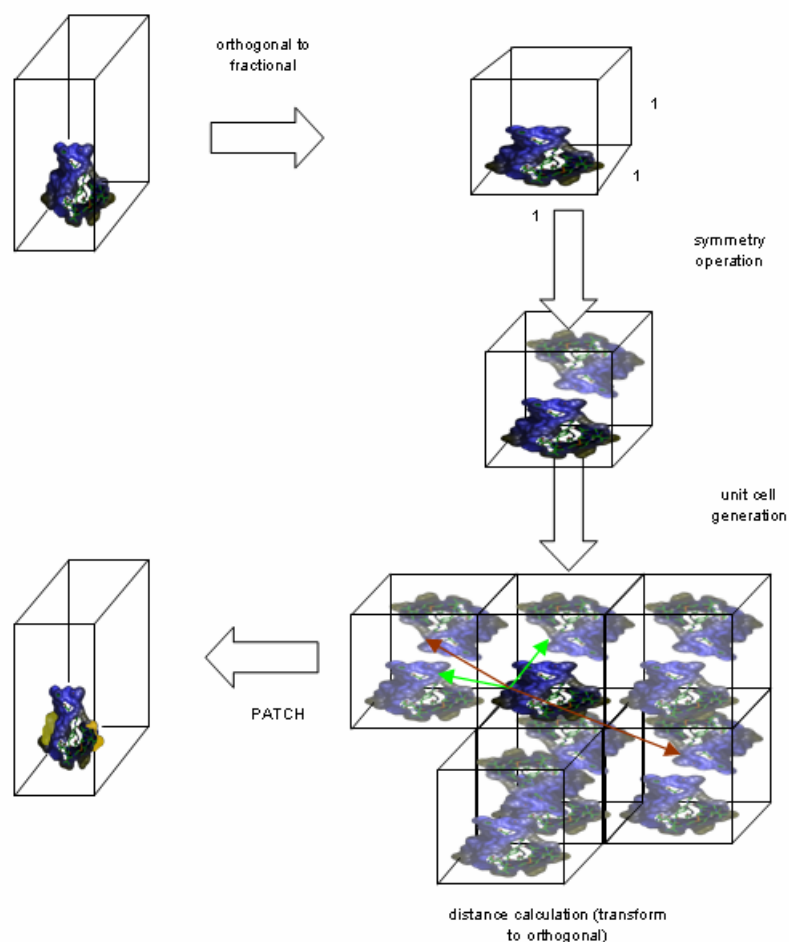 orthogonal to
fractional
1
1
1
symmetry
operation
unit cell
generation
PATCH
distance calculation (transform
to orthogonal)